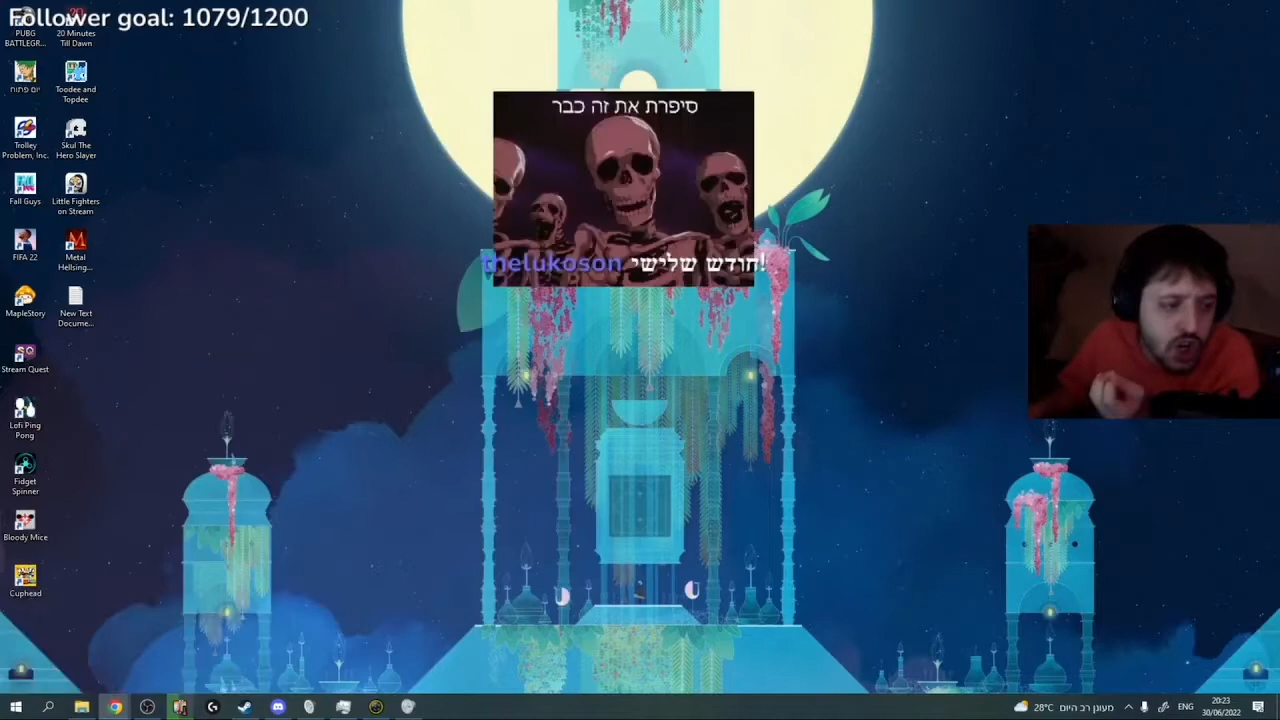 Follower goal: 1079/1200
PUBG
BATTLEGR...
20 Minutes
Till Dawn
יום פתוח
Toodee and
Topdee
Trolley
Problem, Inc.
Skul The
Hero Slayer
Fall Guys
Little Fighters
on Stream
FIFA 22
Metal
Hellsing...
MapleStory
New Text
Docume...
Stream Quest
Lofi Ping
Pong
Fidget
Spinner
Bloody Mice
Cuphead
סיפרת את זה כבר
thelukoson חודש שלישי!
28°C מעונן רב היום
ENG
20:23
30/06/2022